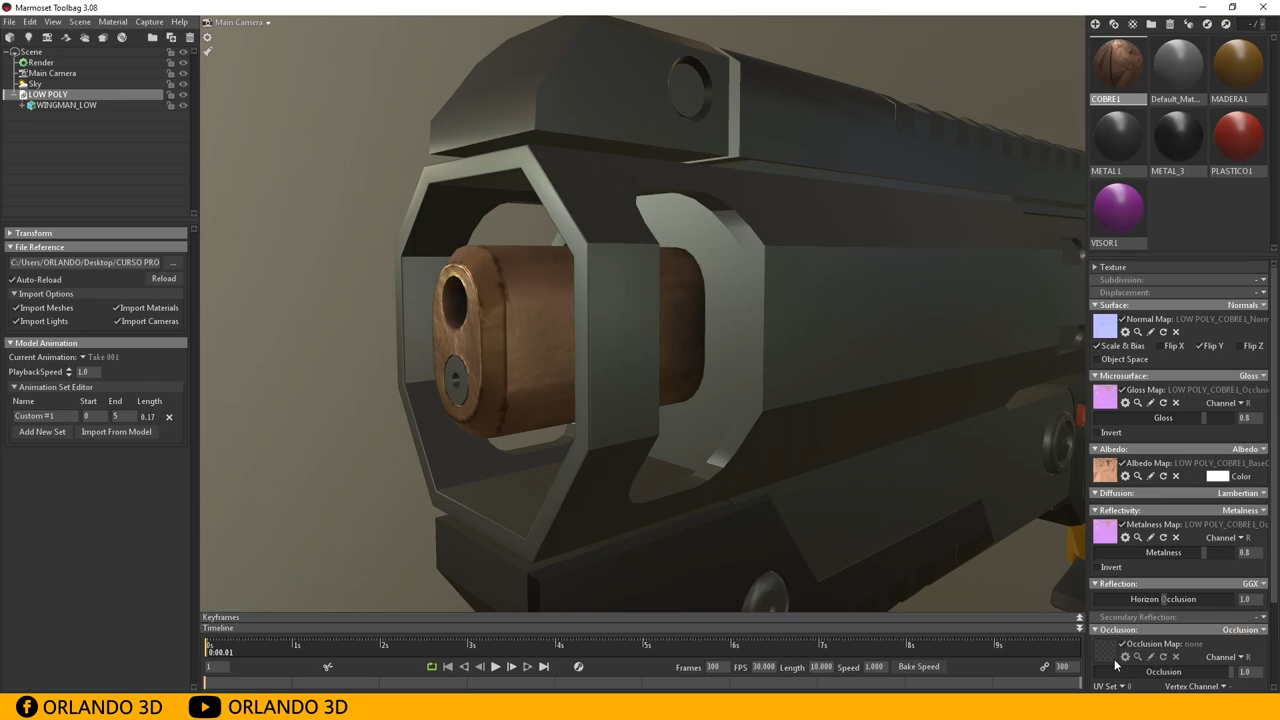 Marmoset Toolbag 3.08
File Edit View Scene Material Capture Help
Main Camera
Scene
Render
Main Camera
Sky
LOW POLY
WINGMAN_LOW
Transform
File Reference
C:/Users/ORLANDO/Desktop/CURSO PRO ...
Auto-Reload Reload
Import Options
Import Meshes Import Materials
Import Lights Import Cameras
Model Animation
Current Animation: Take 001
PlaybackSpeed 1.0
Animation Set Editor
Name Start End Length
Custom #1 0 5 0.17
Add New Set Import From Model
Keyframes
Timeline
0s 1s 2s 3s 4s 5s 6s 7s 8s 9s
0:00.01
1 Frames 300 FPS 30.000 Length 10.000 Speed 1.000 Bake Speed 300
COBRE1 Default_Mat... MADERA1
METAL1 METAL_3 PLASTICO1
VISOR1
Texture
Subdivision:
Displacement:
Surface: Normals
Normal Map: LOW POLY_COBRE1_Norm
Scale & Bias Flip X Flip Y Flip Z
Object Space
Microsurface: Gloss
Gloss Map: LOW POLY_COBRE1_Occlusi
Channel R
Gloss 0.8
Invert
Albedo: Albedo
Albedo Map: LOW POLY_COBRE1_BaseC
Color
Diffusion: Lambertian
Reflectivity: Metalness
Metalness Map: LOW POLY_COBRE1_Oc
Channel R
Metalness 0.8
Invert
Reflection: GGX
Horizon Occlusion 1.0
Secondary Reflection:
Occlusion: Occlusion
Occlusion Map: none
Channel R
Occlusion 1.0
UV Set 0 Vertex Channel
ORLANDO 3D ORLANDO 3D